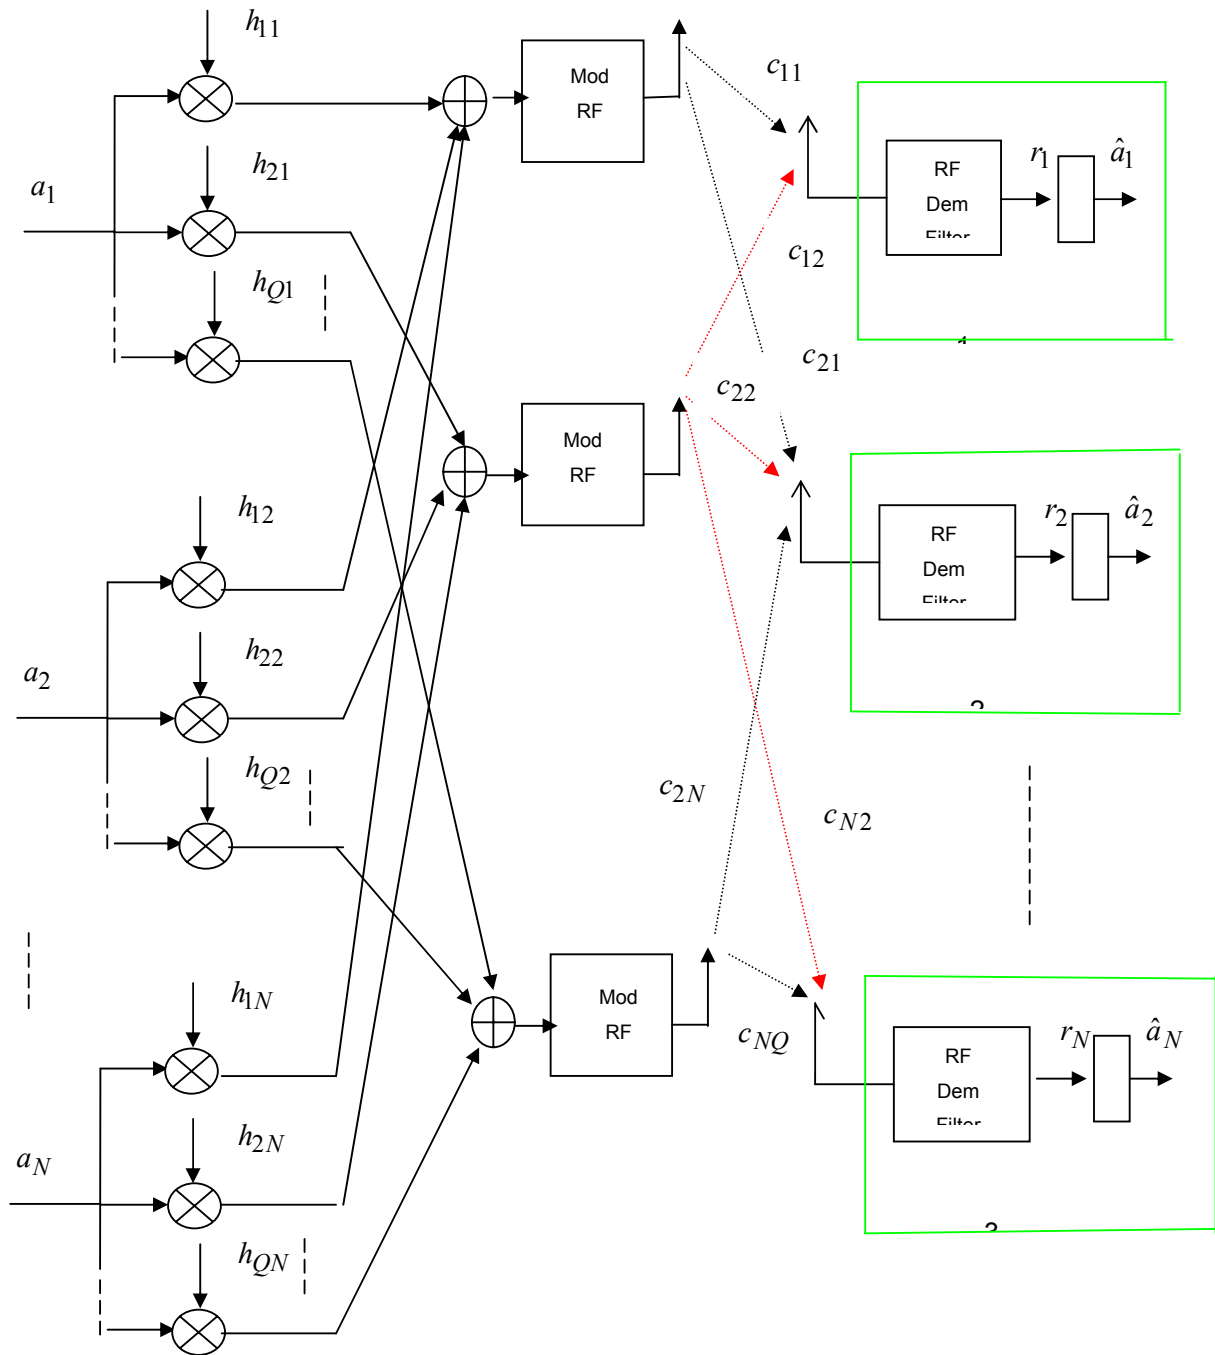 h11
c11
Mod
RF
h21
a1
RF
Dem
r1
â1
c12
hQ1
c21
c22
Mod
RF
h12
r2
â2
RF
Dem
h22
a2
hQ2
c2N
cN2
h1N
Mod
RF
cNQ
rN
âN
RF
Dem
h2N
aN
hQN